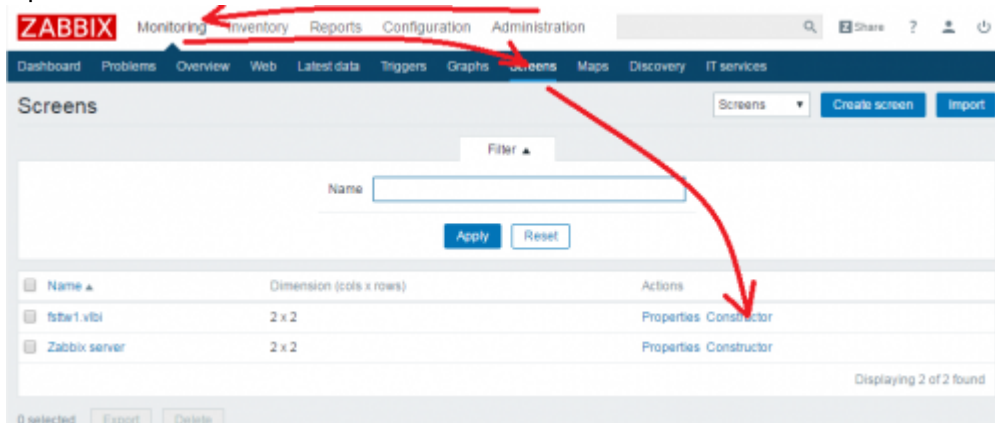 ZABBIX Monitoring Inventory Reports Configuration Administration Z Share ?
Dashboard Problems Overview Web Latest data Triggers Graphs Screens Maps Discovery IT services
Screens Screens Create screen Import
Filter
Name
Apply Reset
Name Dimension (cols x rows) Actions
fsttw1.vlbi 2 x 2 Properties Constructor
Zabbix server 2 x 2 Properties Constructor
Displaying 2 of 2 found
0 selected Export Delete